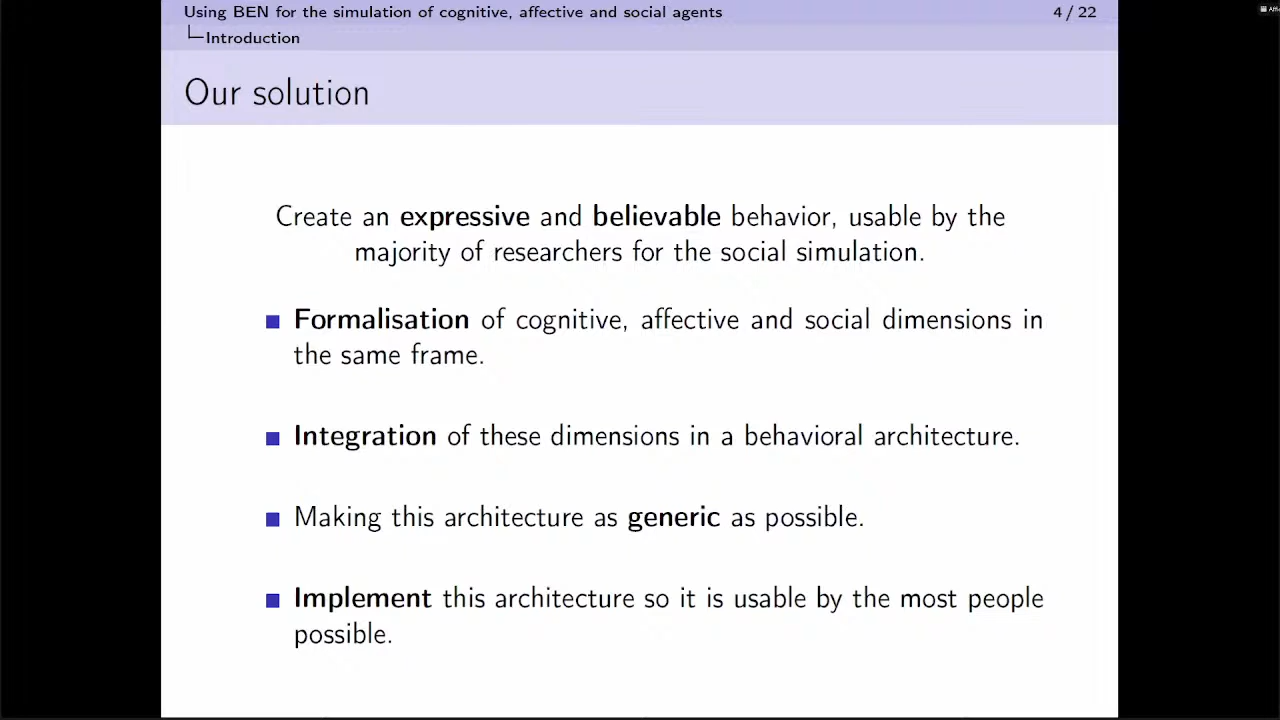 Using BEN for the simulation of cognitive, affective and social agents 4 / 22
Introduction
Our solution
Create an expressive and believable behavior, usable by the
majority of researchers for the social simulation.
Formalisation of cognitive, affective and social dimensions in
the same frame.
Integration of these dimensions in a behavioral architecture.
Making this architecture as generic as possible.
Implement this architecture so it is usable by the most people
possible.